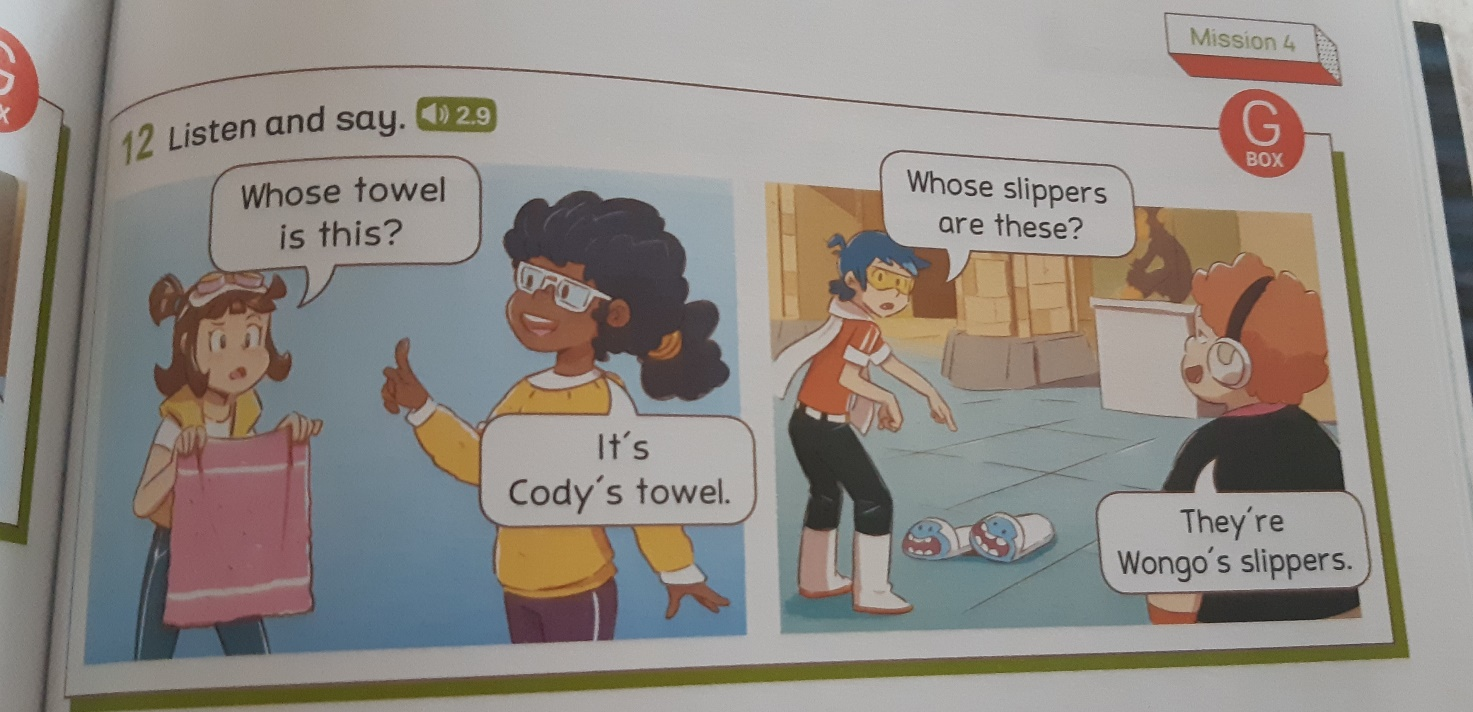 Mission 4
G
BOX
12 Listen and say. 2.9
Whose towel
is this?
It's
Cody's towel.
Whose slippers
are these?
They're
Wongo's slippers.